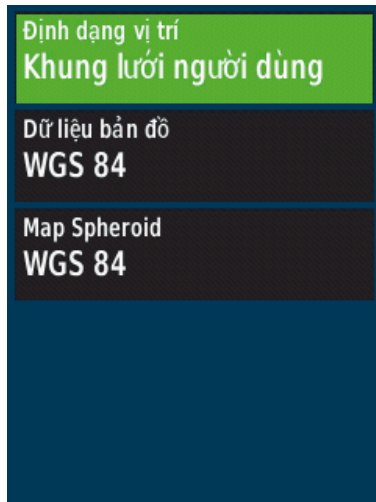 Định dạng vị trí
Khung lưới người dùng
Dữ liệu bản đồ
WGS 84
Map Spheroid
WGS 84